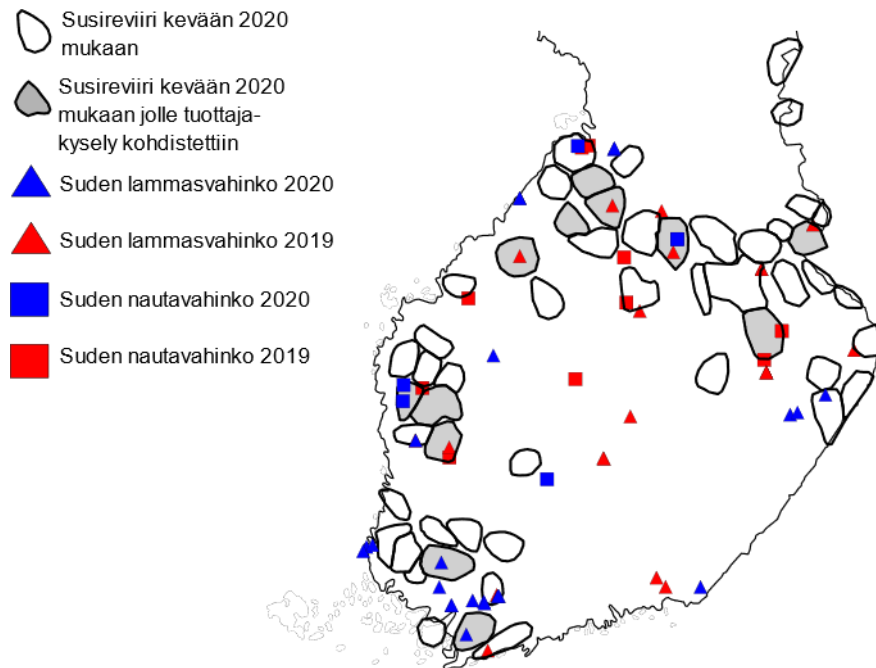 Susireviiri kevään 2020
mukaan
Susireviiri kevään 2020
mukaan jolle tuottaja-
kysely kohdistettiin
Suden lammasvahinko 2020
Suden lammasvahinko 2019
Suden nautavahinko 2020
Suden nautavahinko 2019